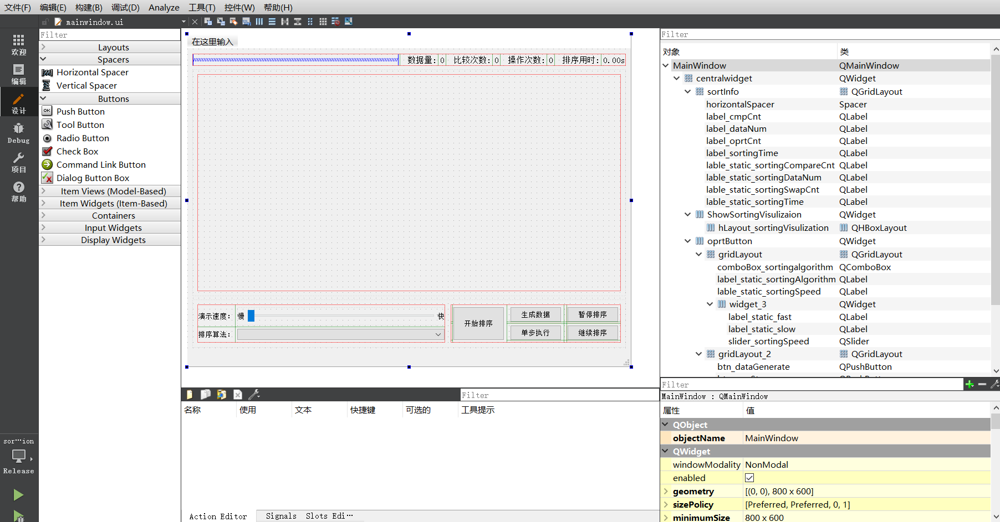 文件(F) 编辑(E) 构建(B) 调试(D) Analyze 工具(T) 控件(W) 帮助(H)
mainwindow.ui
欢迎
编辑
设计
Debug
项目
帮助
sor···ion
Release
Filter
Layouts
Spacers
Horizontal Spacer
Vertical Spacer
Buttons
Push Button
Tool Button
Radio Button
Check Box
Command Link Button
Dialog Button Box
Item Views (Model-Based)
Item Widgets (Item-Based)
Containers
Input Widgets
Display Widgets
在这里输入
数据量: 0 比较次数: 0 操作次数: 0 排序用时: 0.00s
演示速度: 慢 快
排序算法:
开始排序
生成数据 暂停排序
单步执行 继续排序
Filter
名称 使用 文本 快捷键 可选的 工具提示
Action Editor Signals Slots Edi···
Filter
对象 类
MainWindow QMainWindow
centralwidget QWidget
sortInfo QGridLayout
horizontalSpacer Spacer
label_cmpCnt QLabel
label_dataNum QLabel
label_oprtCnt QLabel
label_sortingTime QLabel
lable_static_sortingCompareCnt QLabel
lable_static_sortingDataNum QLabel
lable_static_sortingSwapCnt QLabel
lable_static_sortingTime QLabel
ShowSortingVisulizaion QWidget
hLayout_sortingVisulization QHBoxLayout
oprtButton QWidget
gridLayout QGridLayout
comboBox_sortingalgorithm QComboBox
label_static_sortingAlgorithm QLabel
lable_static_sortingSpeed QLabel
widget_3 QWidget
label_static_fast QLabel
label_static_slow QLabel
slider_sortingSpeed QSlider
gridLayout_2 QGridLayout
btn_dataGenerate QPushButton
Filter
MainWindow : QMainWindow
属性 值
QObject
objectName MainWindow
QWidget
windowModality NonModal
enabled
geometry [(0, 0), 800 x 600]
sizePolicy [Preferred, Preferred, 0, 1]
minimumSize 800 x 600